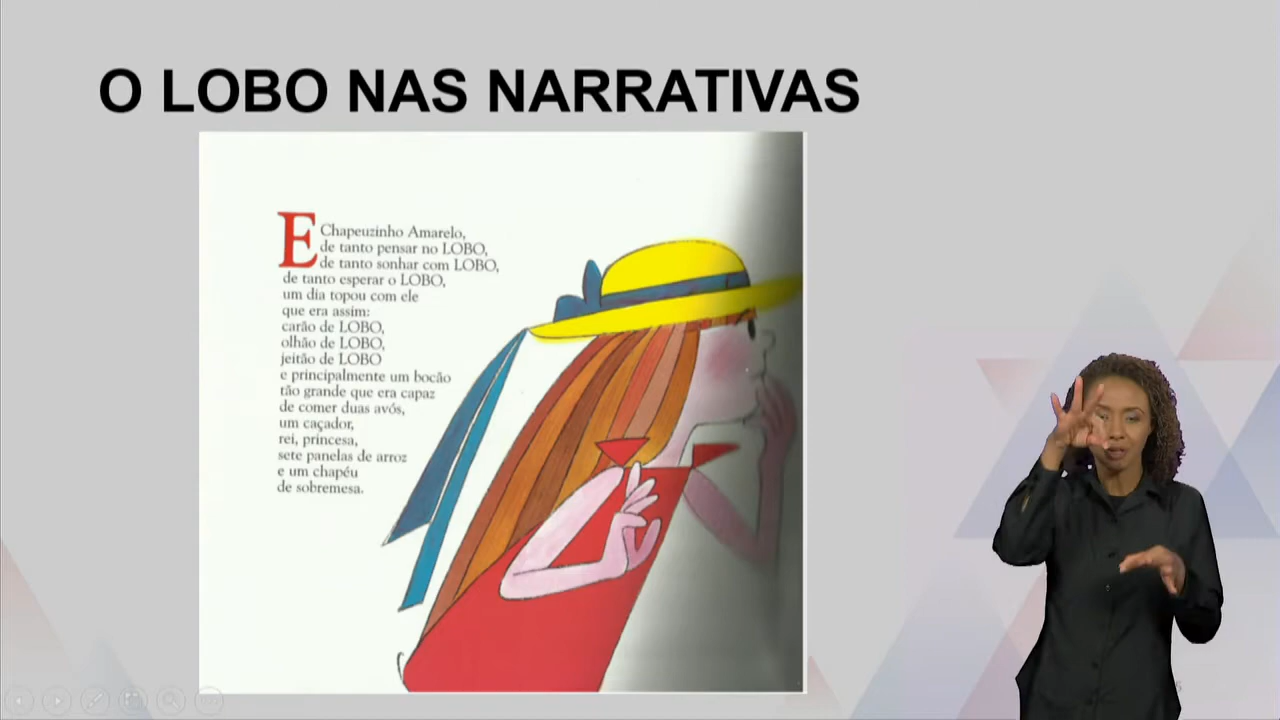 O LOBO NAS NARRATIVAS
E Chapeuzinho Amarelo,
de tanto pensar no LOBO,
de tanto sonhar com LOBO,
de tanto esperar o LOBO,
um dia topou com ele
que era assim:
carão de LOBO,
olhão de LOBO,
jeitão de LOBO
e principalmente um bocão
tão grande que era capaz
de comer duas avós,
um caçador,
rei, princesa,
sete panelas de arroz
e um chapéu
de sobremesa.